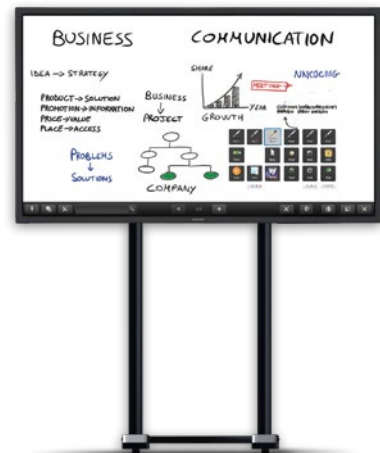 BUSINESS COMMUNICATION
IDEA → STRATEGY
PRODUCT→SOLUTION
PROMOTION→INFORMATION
PRICE→VALUE
PLACE→ACCESS
PROBLEMS
↓
SOLUTIONS
BUSINESS
↓
PROJECT
COMPANY
SHARE
YEAR
GROWTH
MEETING